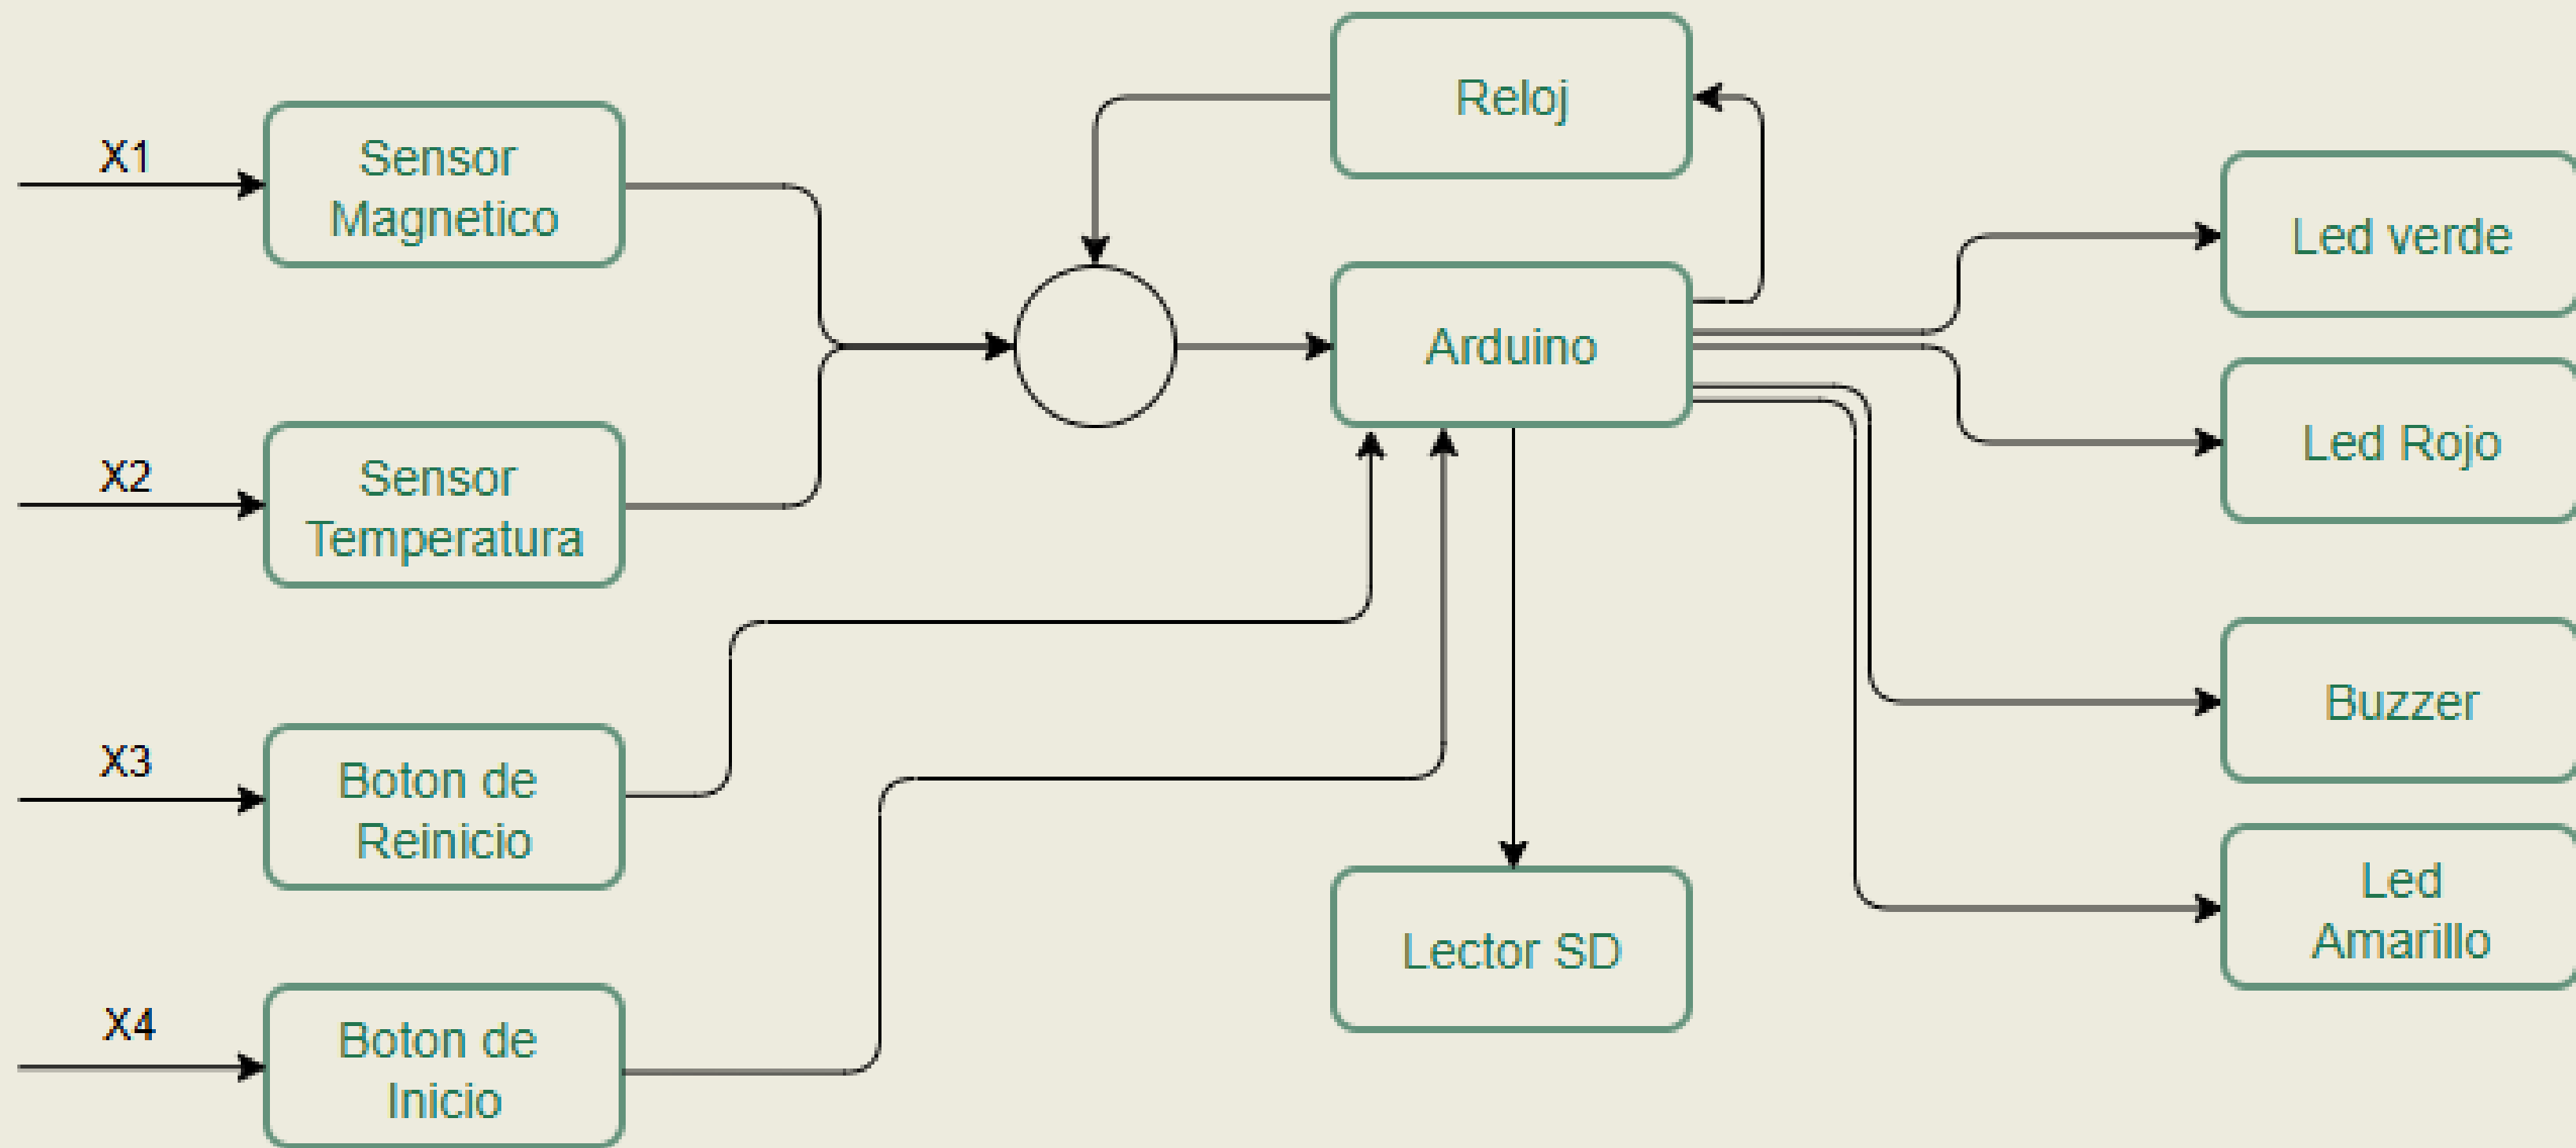 X1
Sensor
Magnetico
X2
Sensor
Temperatura
X3
Boton de
Reinicio
X4
Boton de
Inicio
Reloj
Arduino
Lector SD
Led verde
Led Rojo
Buzzer
Led
Amarillo